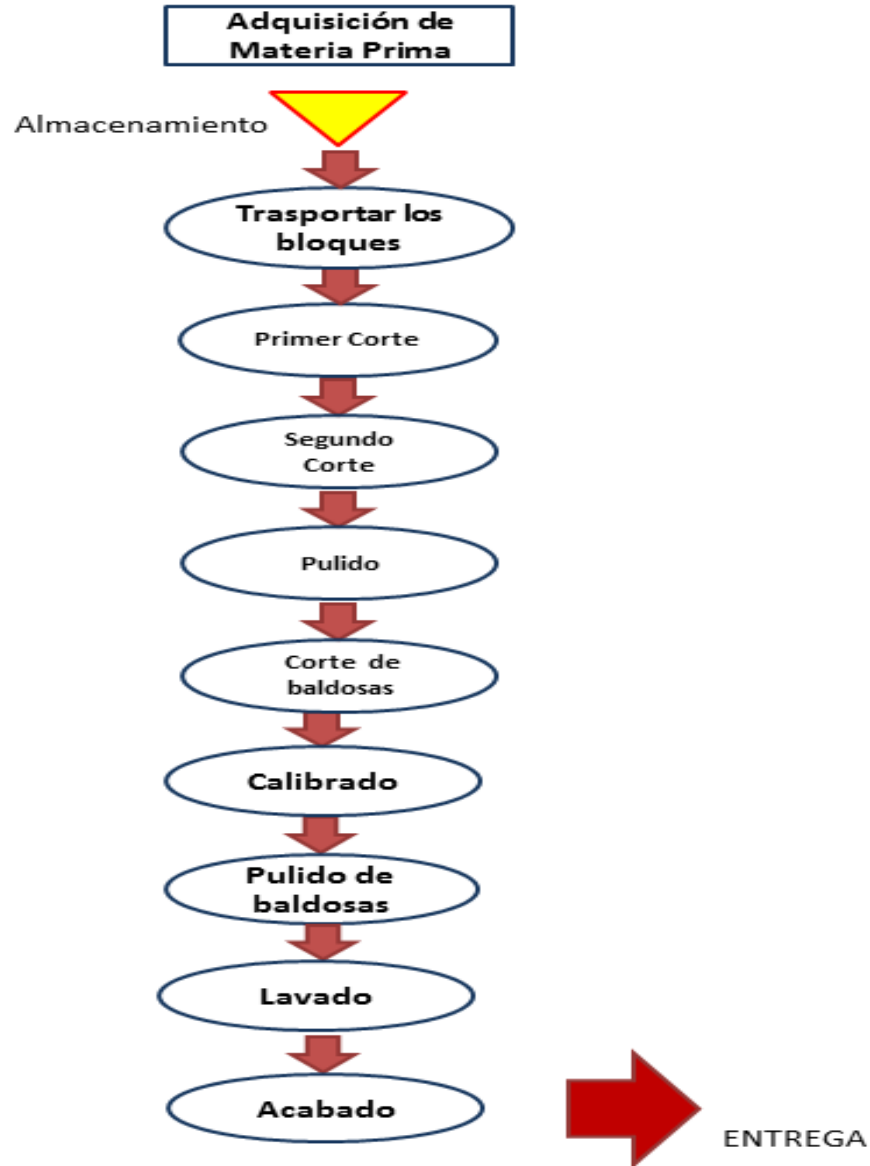 Adquisición de
Materia Prima
Almacenamiento
Trasportar los
bloques
Primer Corte
Segundo
Corte
Pulido
Corte de
baldosas
Calibrado
Pulido de
baldosas
Lavado
Acabado
ENTREGA